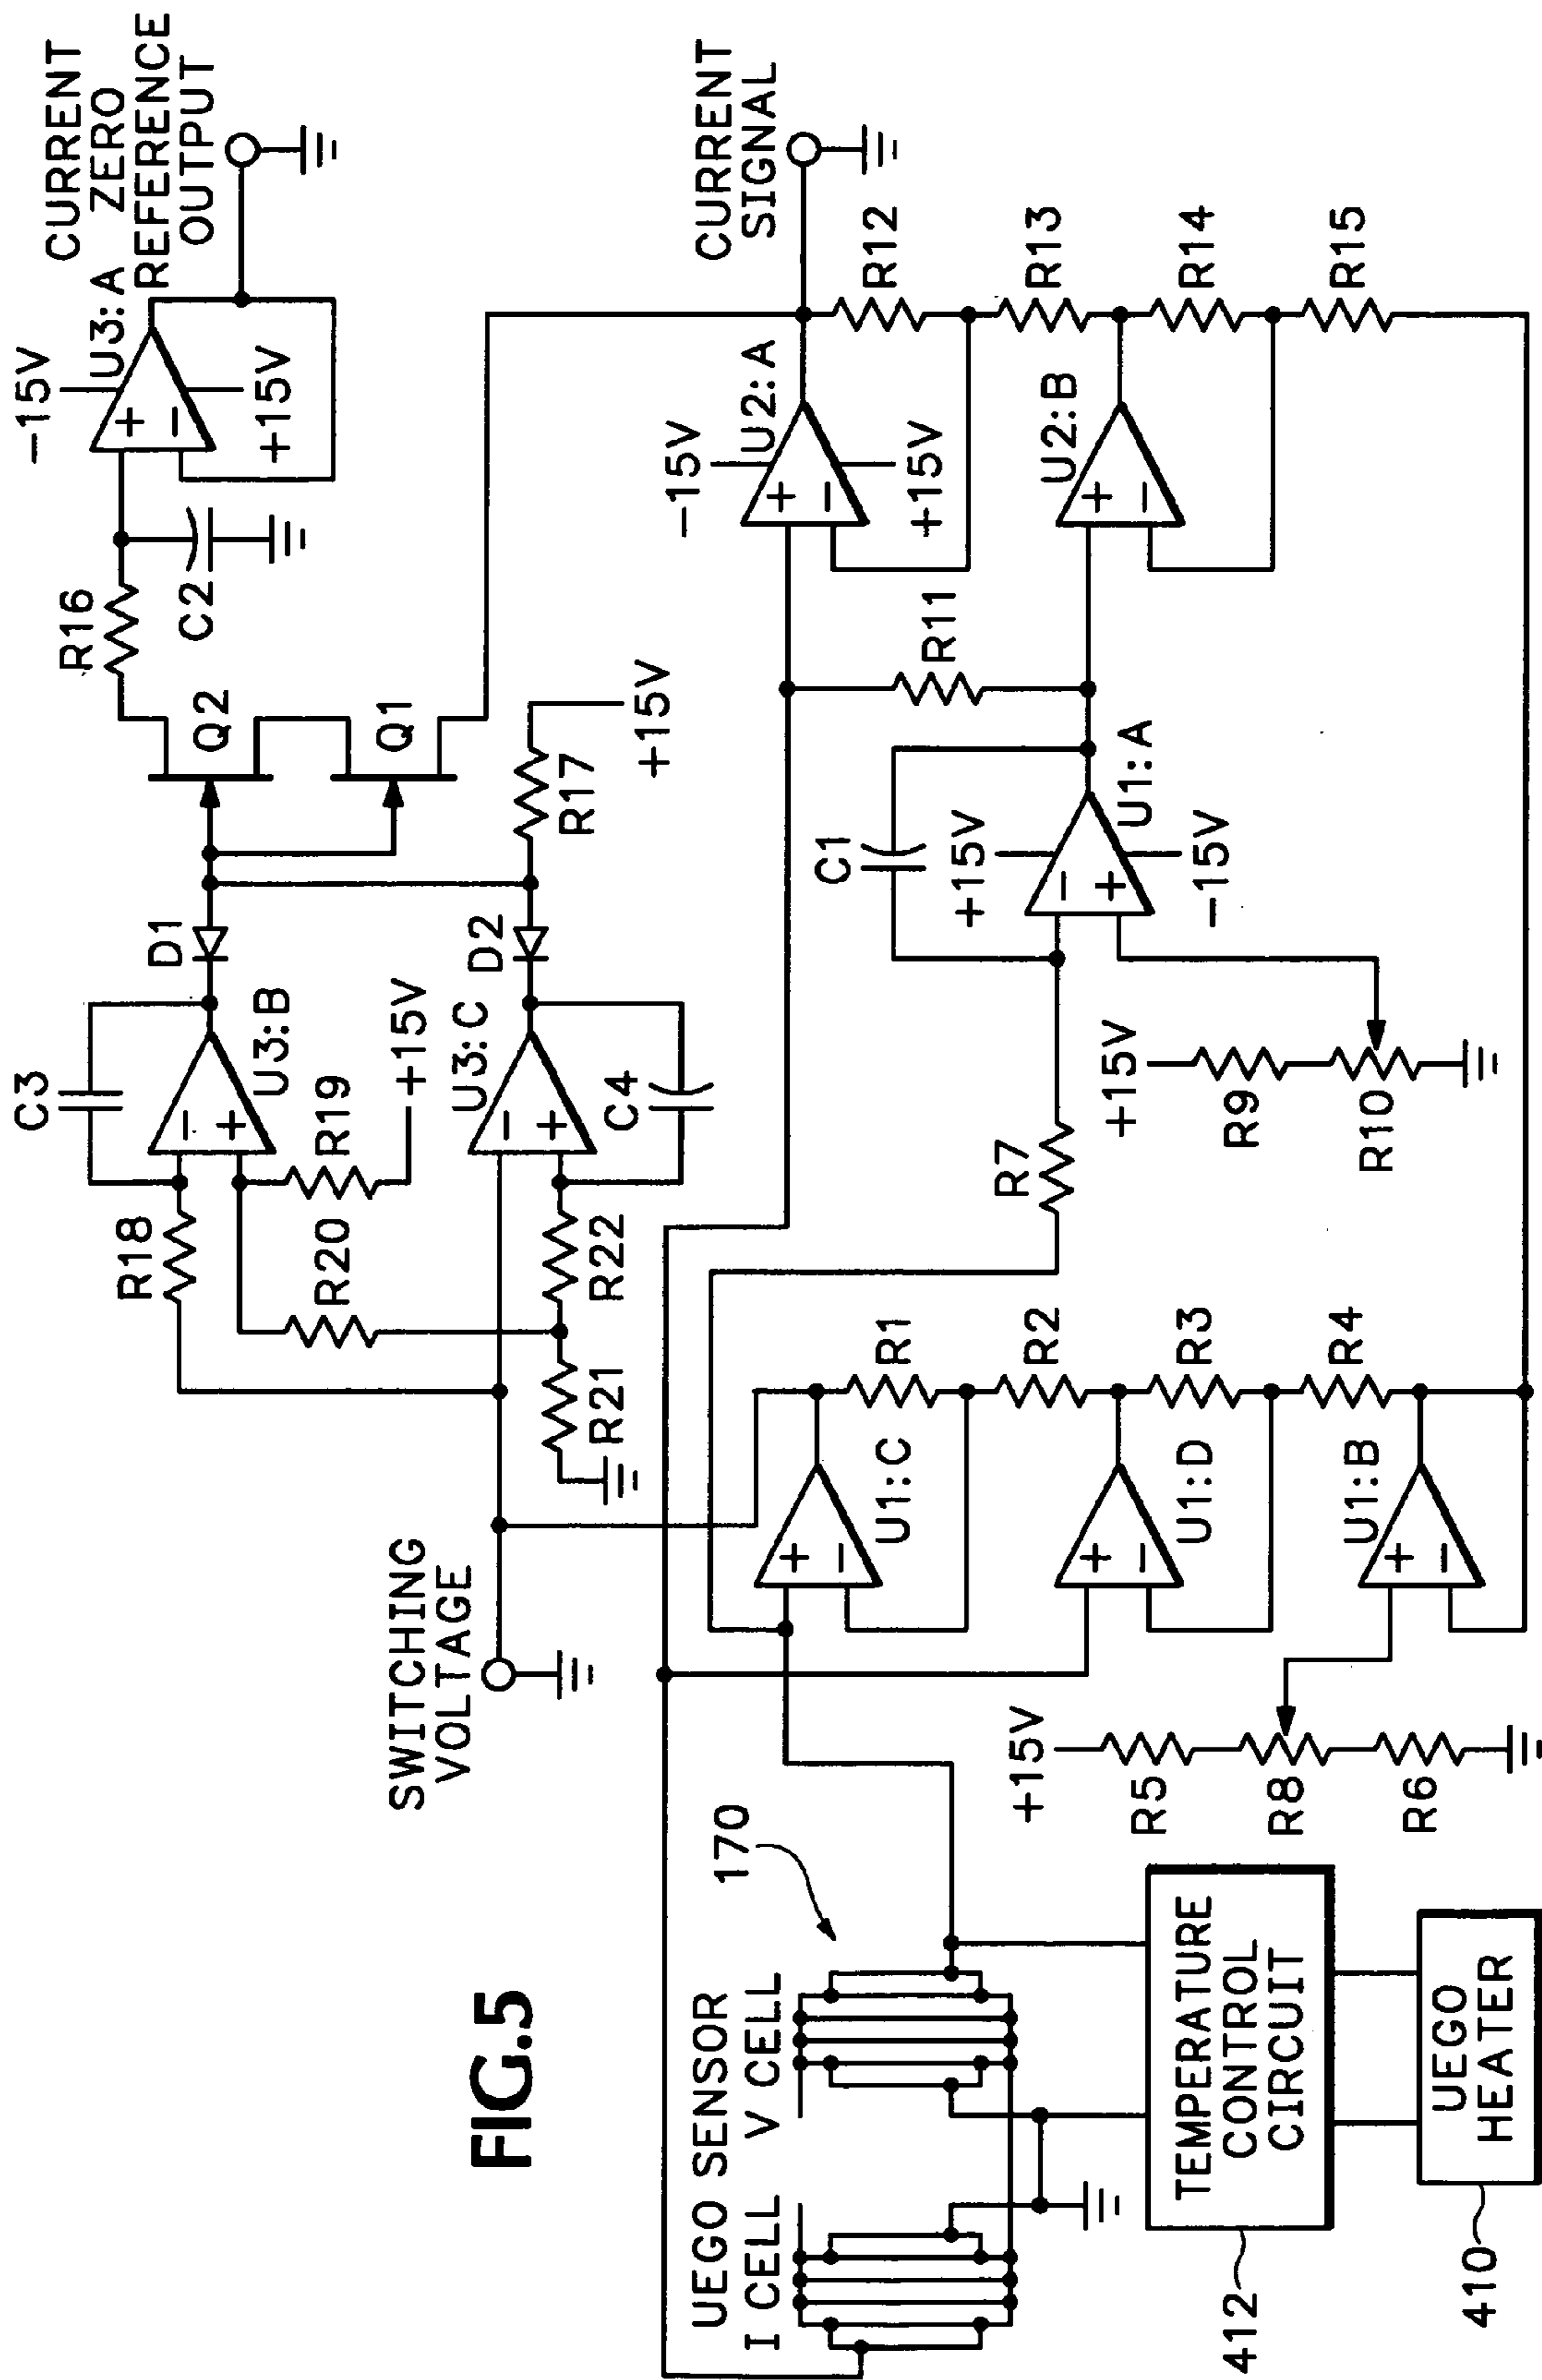 FIG.5
UEGO SENSOR
I CELL V CELL
170
TEMPERATURE
CONTROL
CIRCUIT
412
UEGO
HEATER
410
SWITCHING
VOLTAGE
+15V
R5
R8
R6
U1:C
+
−
U1:D
+
−
U1:B
+
−
R1
R2
R3
R4
R18
R20
R21
R22
C3
−
+
U3:B
R19
+15V
−
+
U3:C
C4
D1
D2
R7
+15V
R9
R10
C1
+15V
−
+
U1:A
−15V
R17
+15V
Q2
Q1
R16
C2
R11
−15V
+
−
U3:A
+15V
CURRENT
ZERO
REFERENCE
OUTPUT
−15V
+
−
U2:A
+15V
+
−
U2:B
CURRENT
SIGNAL
R12
R13
R14
R15